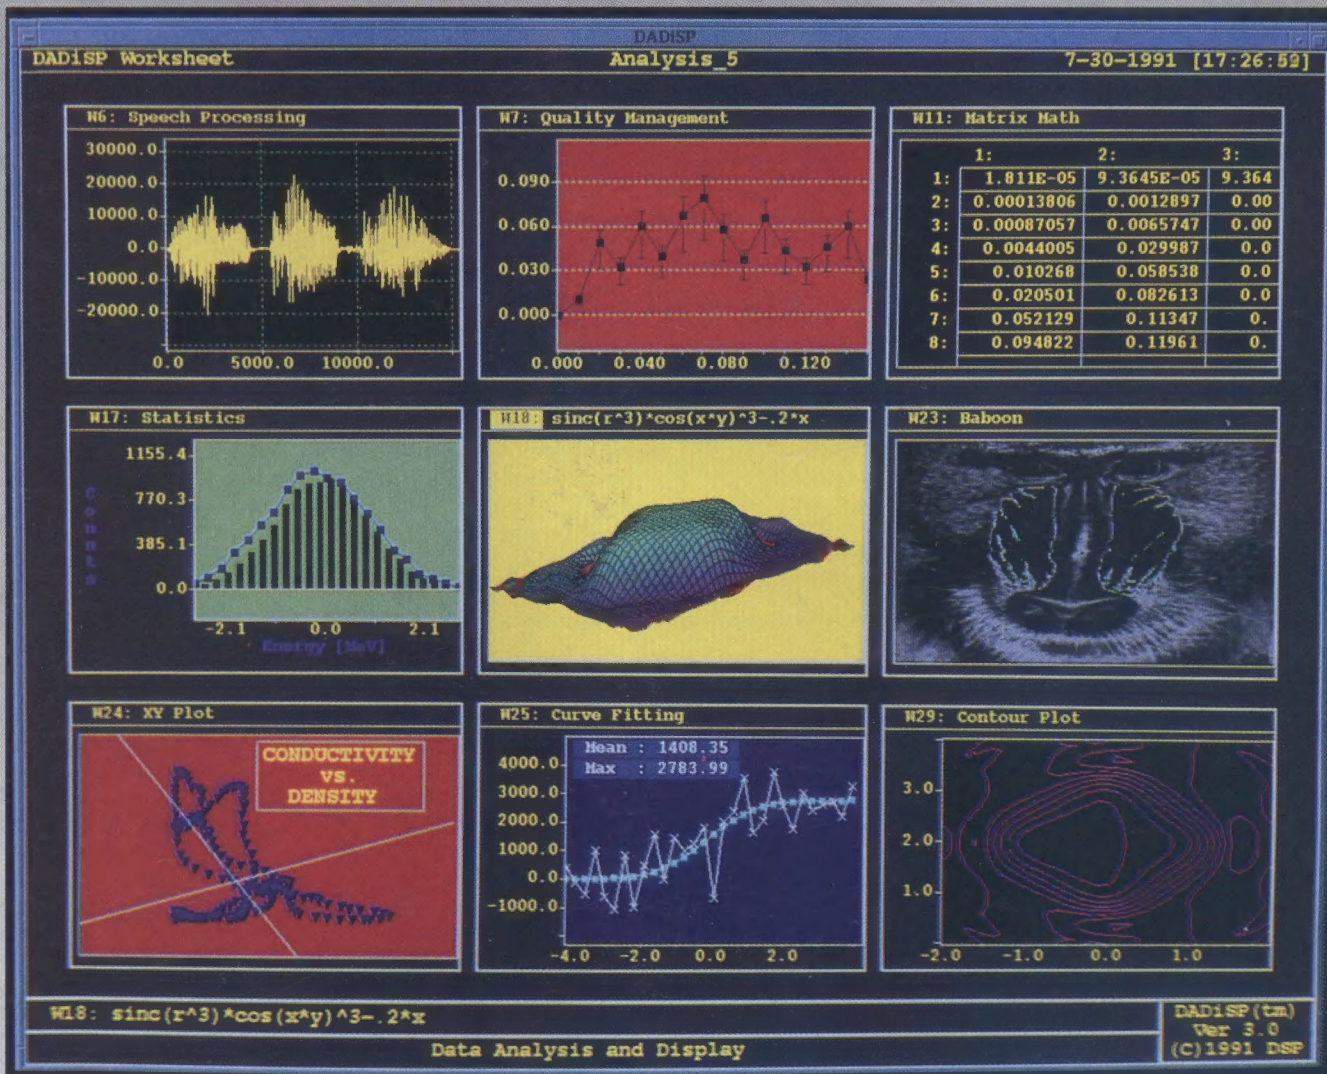 DADiSP
DADiSP Worksheet Analysis_5 7-30-1991 [17:26:59]
W6: Speech Processing
30000.0
20000.0
10000.0
0.0
-10000.0
-20000.0
0.0 5000.0 10000.0
W7: Quality Management
0.090
0.060
0.030
0.000
0.000 0.040 0.080 0.120
W11: Matrix Math
1: 2: 3:
1: 1.811E-05 9.3645E-05 9.364
2: 0.00013806 0.0012897 0.00
3: 0.00087057 0.0065747 0.00
4: 0.0044005 0.029987 0.0
5: 0.010268 0.058538 0.0
6: 0.020501 0.082613 0.0
7: 0.052129 0.11347 0.
8: 0.094822 0.11961 0.
W17: Statistics
1155.4
770.3
385.1
0.0
Counts
-2.1 0.0 2.1
Energy [MeV]
W18: sinc(r^3)*cos(x*y)^3-.2*x
W23: Baboon
W24: XY Plot
CONDUCTIVITY
vs.
DENSITY
W25: Curve Fitting
Mean : 1408.35
Max : 2783.99
4000.0
3000.0
2000.0
1000.0
0.0
-1000.0
-4.0 -2.0 0.0 2.0
W29: Contour Plot
3.0
2.0
1.0
-2.0 -1.0 0.0 1.0
W18: sinc(r^3)*cos(x*y)^3-.2*x
Data Analysis and Display
DADiSP(tm)
Ver 3.0
(C)1991 DSP